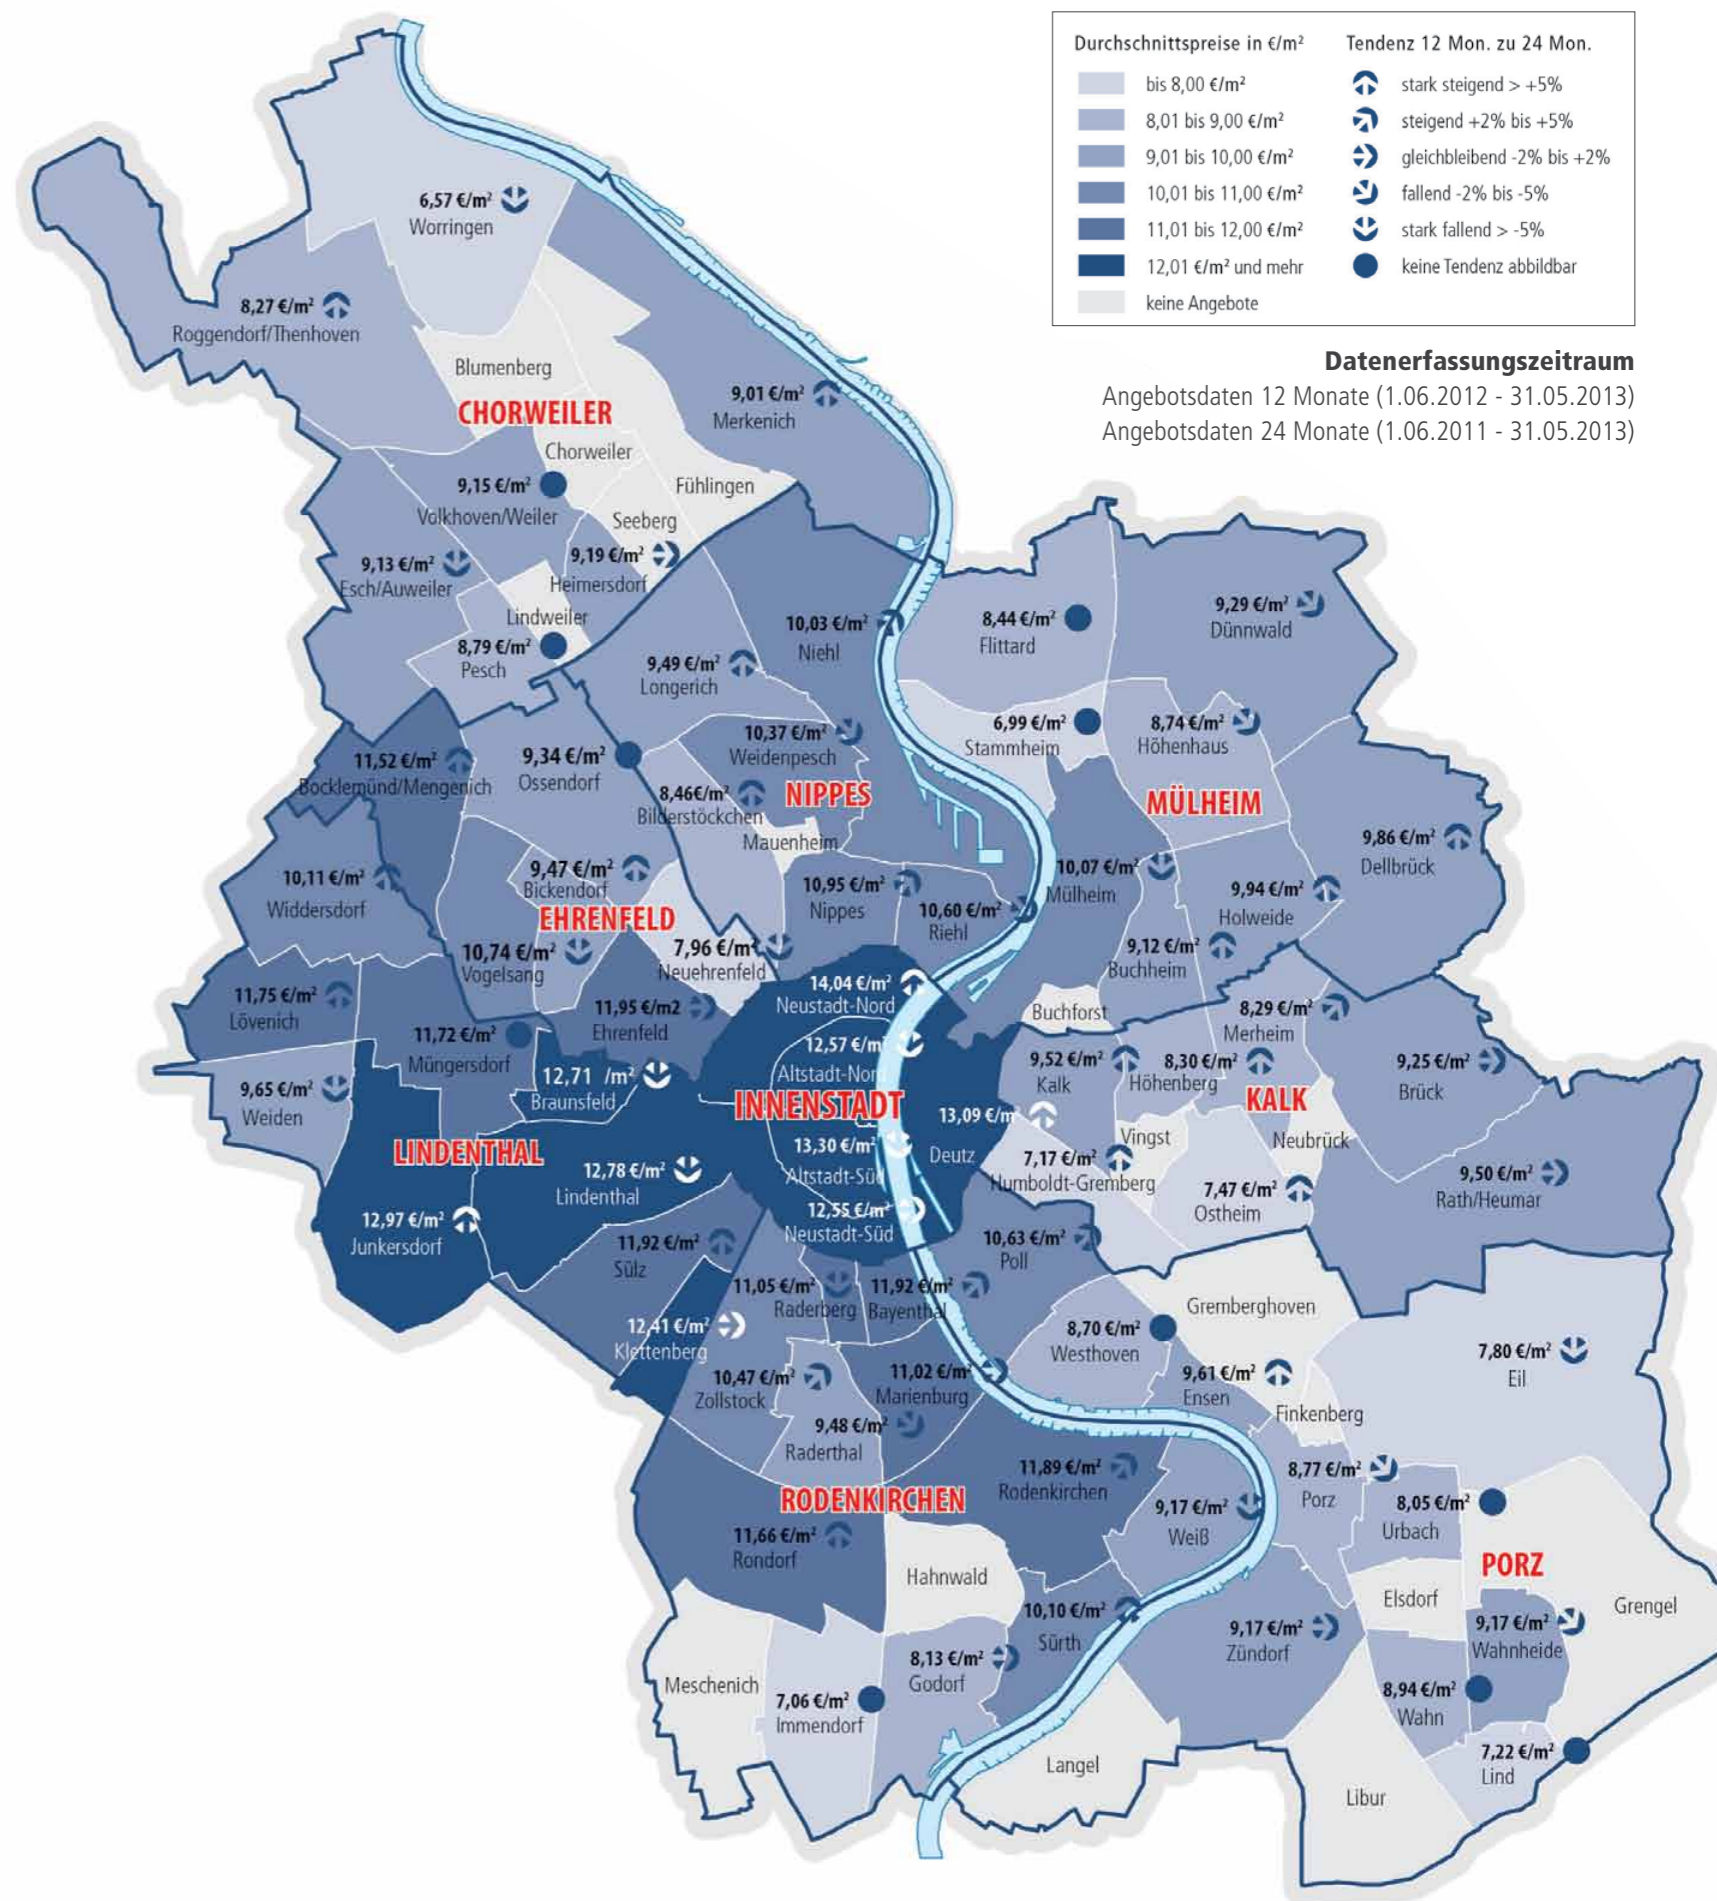 Durchschnittspreise in €/m²
bis 8,00 €/m²
8,01 bis 9,00 €/m²
9,01 bis 10,00 €/m²
10,01 bis 11,00 €/m²
11,01 bis 12,00 €/m²
12,01 €/m² und mehr
keine Angebote
Tendenz 12 Mon. zu 24 Mon.
stark steigend > +5%
steigend +2% bis +5%
gleichbleibend -2% bis +2%
fallend -2% bis -5%
stark fallend > -5%
keine Tendenz abbildbar
Datenerfassungszeitraum
Angebotsdaten 12 Monate (1.06.2012 - 31.05.2013)
Angebotsdaten 24 Monate (1.06.2011 - 31.05.2013)
6,57 €/m²
Worringen
8,27 €/m²
Roggendorf/Thenhoven
Blumenberg
CHORWEILER
9,01 €/m²
Merkenich
Chorweiler
9,15 €/m²
Volkhoven/Weiler
Fühlingen
Seeberg
9,13 €/m²
Esch/Auweiler
9,19 €/m²
Heimersdorf
Lindweiler
8,79 €/m²
Pesch
10,03 €/m²
Niehl
9,49 €/m²
Longerich
8,44 €/m²
Flittard
9,29 €/m²
Dünnwald
6,99 €/m²
Stammheim
8,74 €/m²
Höhenhaus
10,37 €/m²
Weidenpesch
11,52 €/m²
Bocklemünd/Mengenich
9,34 €/m²
Ossendorf
8,46€/m²
Bilderstöckchen
NIPPES
Mauenheim
MÜLHEIM
9,86 €/m²
Dellbrück
10,11 €/m²
Widdersdorf
9,47 €/m²
Bickendorf
EHRENFELD
10,95 €/m²
Nippes
10,60 €/m²
Riehl
10,07 €/m²
Mülheim
9,94 €/m²
Holweide
9,12 €/m²
Buchheim
10,74 €/m²
Vogelsang
7,96 €/m²
Neuehrenfeld
11,75 €/m²
Lövenich
11,95 €/m2
Ehrenfeld
14,04 €/m²
Neustadt-Nord
Buchforst
8,29 €/m²
Merheim
11,72 €/m²
Müngersdorf
12,57 €/m
Altstadt-Nord
9,52 €/m²
Kalk
8,30 €/m²
Höhenberg
9,25 €/m²
Brück
9,65 €/m²
Weiden
12,71 /m²
Braunsfeld
INNENSTADT
KALK
13,09 €/m
Deutz
Vingst
Neubrück
LINDENTHAL
13,30 €/m²
Altstadt-Süd
7,17 €/m²
Humboldt-Gremberg
12,78 €/m²
Lindenthal
7,47 €/m²
Ostheim
9,50 €/m²
Rath/Heumar
12,97 €/m²
Junkersdorf
12,55 €/m²
Neustadt-Süd
11,92 €/m²
Sülz
10,63 €/m²
Poll
11,05 €/m²
Raderberg
11,92 €/m²
Bayenthal
Gremberghoven
12,41 €/m²
Klettenberg
8,70 €/m²
Westhoven
7,80 €/m²
Eil
10,47 €/m²
Zollstock
11,02 €/m²
Marienburg
9,61 €/m²
Ensen
Finkenberg
9,48 €/m²
Raderthal
11,89 €/m²
Rodenkirchen
8,77 €/m²
Porz
RODENKIRCHEN
9,17 €/m²
Weiß
8,05 €/m²
Urbach
11,66 €/m²
Rondorf
PORZ
Hahnwald
Elsdorf
Grengel
10,10 €/m²
Sürth
9,17 €/m²
Zündorf
9,17 €/m²
Wahnheide
8,13 €/m²
Godorf
Meschenich
7,06 €/m²
Immendorf
8,94 €/m²
Wahn
Langel
7,22 €/m²
Lind
Libur